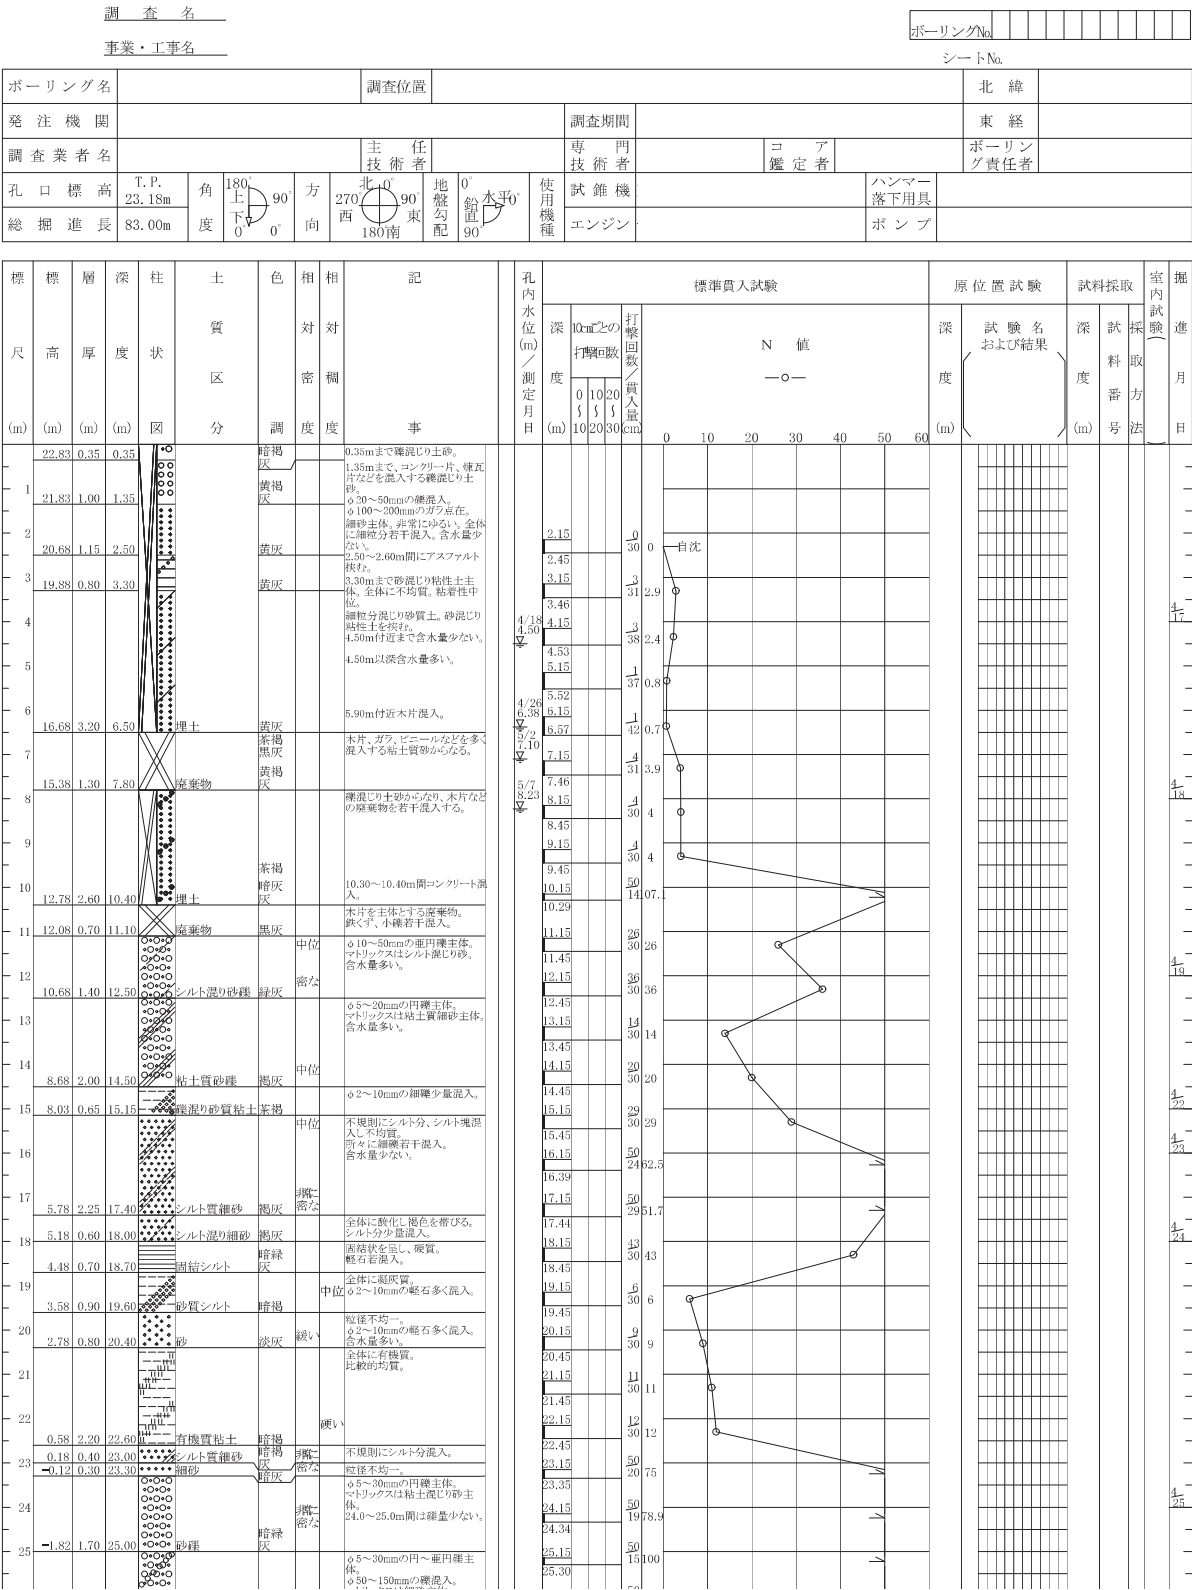 調査名
事業・工事名
ボーリングNo.
シートNo.
ボーリング名 調査位置 北緯
発注機関 調査期間 東経
調査業者名 主任技術者 専門技術者 コア鑑定者 ボーリング責任者
孔口標高 T.P. 23.18m 角度 180° 上 下 0° 90° 0° 方向 北 0° 270° 西 90° 東 180° 南 地盤勾配 0° 鉛直 90° 水平 0° 使用機種 試錐機 ハンマー落下用具
総掘進長 83.00m エンジン ポンプ
標尺(m) 標高(m) 層厚(m) 深度(m) 柱状図 土質区分 色調 相対密度 相対稠度 記事 孔内水位(m)/測定月日 標準貫入試験 原位置試験 試料採取 室内試験( ) 掘進月日
深度(m) 10cmごとの打撃回数 0~10 10~20 20~30 打撃回数/貫入量(cm) N 値 深度(m) 試験名および結果 深度(m) 試料番号 採取方法
0 10 20 30 40 50 60
22.83 0.35 0.35 暗褐灰 0.35mまで礫混り土砂。
1.35mまで、コンクリー片、煉瓦
片などを混入する礫混り土
砂。
1 21.83 1.00 1.35 黄褐灰 φ20~50mmの礫混入。
φ100~200mmのガラ点在。
細砂主体。非常にゆるい。全体
に細粒分若干混入。含水量少
ない。
2 20.68 1.15 2.50 黄灰 2.15 2.45 0/30 0 自沈
2.50~2.60m間にアスファルト
挟む。
3 19.88 0.80 3.30 黄灰 3.15 3.46 3/31 2.9
3.30mまで砂混じり粘性土主
体。全体に不均質。粘着性中
位。
細粒分混じり砂質土。砂混じり
粘性土を挟む。
4 4/18 4.50 4.15 4.53 3/38 2.4 4/17
4.50m付近まで含水量少ない。
4.50m以深含水量多い。
5 5.15 5.52 1/37 0.8
5.90m付近木片混入。
6 16.68 3.20 6.50 埋土 黄灰 4/26 6.38 6.15 6.57 1/42 0.7
7 茶褐 黒灰 木片、ガラ、ビニールなどを多く
混入する粘土質砂からなる。
5/2 7.10 7.15 7.46 4/31 3.9
15.38 1.30 7.80 廃棄物 黄褐灰
8 礫混じり土砂からなり、木片など
の廃棄物を若干混入する。
5/7 8.23 8.15 8.45 4/30 4 4/18
9 9.15 9.45 4/30 4
茶褐
10 12.78 2.60 10.40 埋土 暗灰 灰 10.30~10.40m間コンクリート混
入。
10.15 10.29 50/14 107.1
木片を主体とする廃棄物。
11 12.08 0.70 11.10 廃棄物 黒灰 鉄くず、小礫若干混入。
11.15 11.45 26/30 26
中位 φ10~50mmの亜円礫主体。
マトリックスはシルト混じり砂。
含水量多い。
12 10.68 1.40 12.50 シルト混り砂礫 緑灰 密な 12.15 12.45 36/30 36 4/19
φ5~20mmの円礫主体。
マトリックスは粘土質細砂主体。
含水量多い。
13 13.15 13.45 14/30 14
14 8.68 2.00 14.50 粘土質砂礫 褐灰 中位 14.15 14.45 20/30 20
φ2~10mmの細礫少量混入。
15 8.03 0.65 15.15 礫混り砂質粘土 茶褐 15.15 15.45 29/30 29 4/22
中位 不規則にシルト分、シルト塊混
入し不均質。
所々に細礫若干混入。
含水量少ない。
16 16.15 16.39 50/24 62.5 4/23
17 5.78 2.25 17.40 シルト質細砂 褐灰 非常に密な 17.15 17.44 50/29 51.7
全体に酸化し褐色を帯びる。
18 5.18 0.60 18.00 シルト混り細砂 褐灰 シルト分少量混入。
18.15 18.45 43/30 43 4/24
固結状を呈し、硬質。
4.48 0.70 18.70 固結シルト 暗緑灰 軽石若混入。
全体に凝灰質。
19 3.58 0.90 19.60 砂質シルト 暗褐 中位 φ2~10mmの軽石多く混入。
19.15 19.45 6/30 6
粒径不均一。
φ2~10mmの軽石多く混入。
20 2.78 0.80 20.40 砂 淡灰 緩い 含水量多い。
20.15 20.45 9/30 9
全体に有機質。
比較的均質。
21 21.15 21.45 11/30 11
22 0.58 2.20 22.60 有機質粘土 暗褐 硬い 22.15 22.45 12/30 12
0.18 0.40 23.00 シルト質細砂 暗褐灰 非常に密な 不規則にシルト分混入。
23 −0.12 0.30 23.30 細砂 暗灰 粒径不均一。
23.15 23.35 50/20 75
φ5~30mmの円礫主体。
マトリックスは粘土混じり砂主
体。
24 24.0~25.0m間は礫量少ない。
24.15 24.34 50/19 78.9 4/25
25 −1.82 1.70 25.00 砂礫 暗緑灰 非常に密な 25.15 25.30 50/15 100
φ5~30mmの円~亜円礫主
体。
φ50~150mmの礫混入。
50